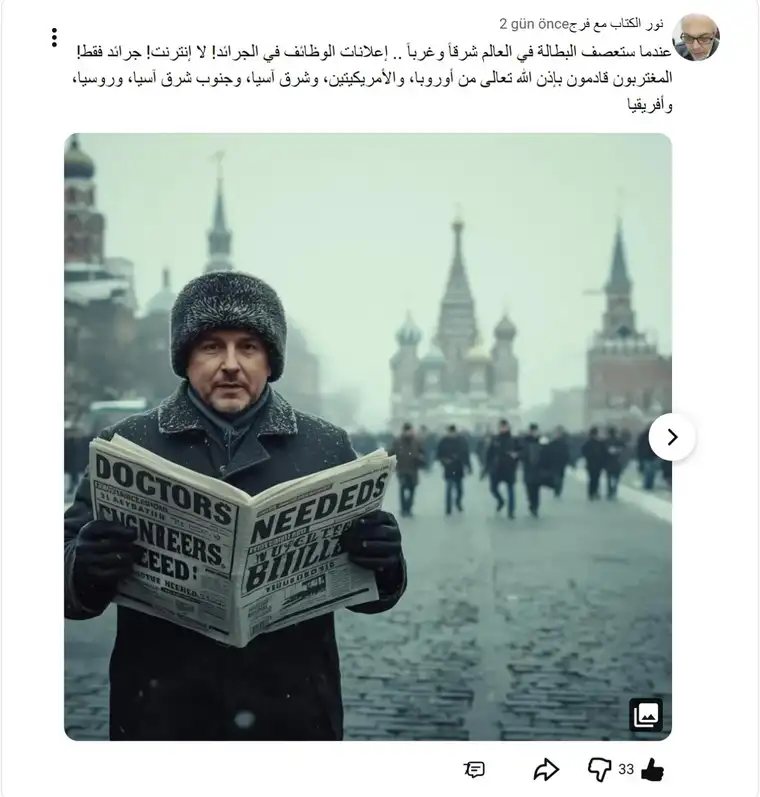 نور الكتاب مع فرج 2 gün önce
عندما ستعصف البطالة في العالم شرقاً وغرباً .. إعلانات الوظائف في الجرائد! لا إنترنت! جرائد فقط!
المغتربون قادمون بإذن الله تعالى من أوروبا، والأمريكيتين، وشرق آسيا، وجنوب شرق آسيا، وروسيا،
وأفريقيا
DOCTORS
NEEDEDS
EEED:
33